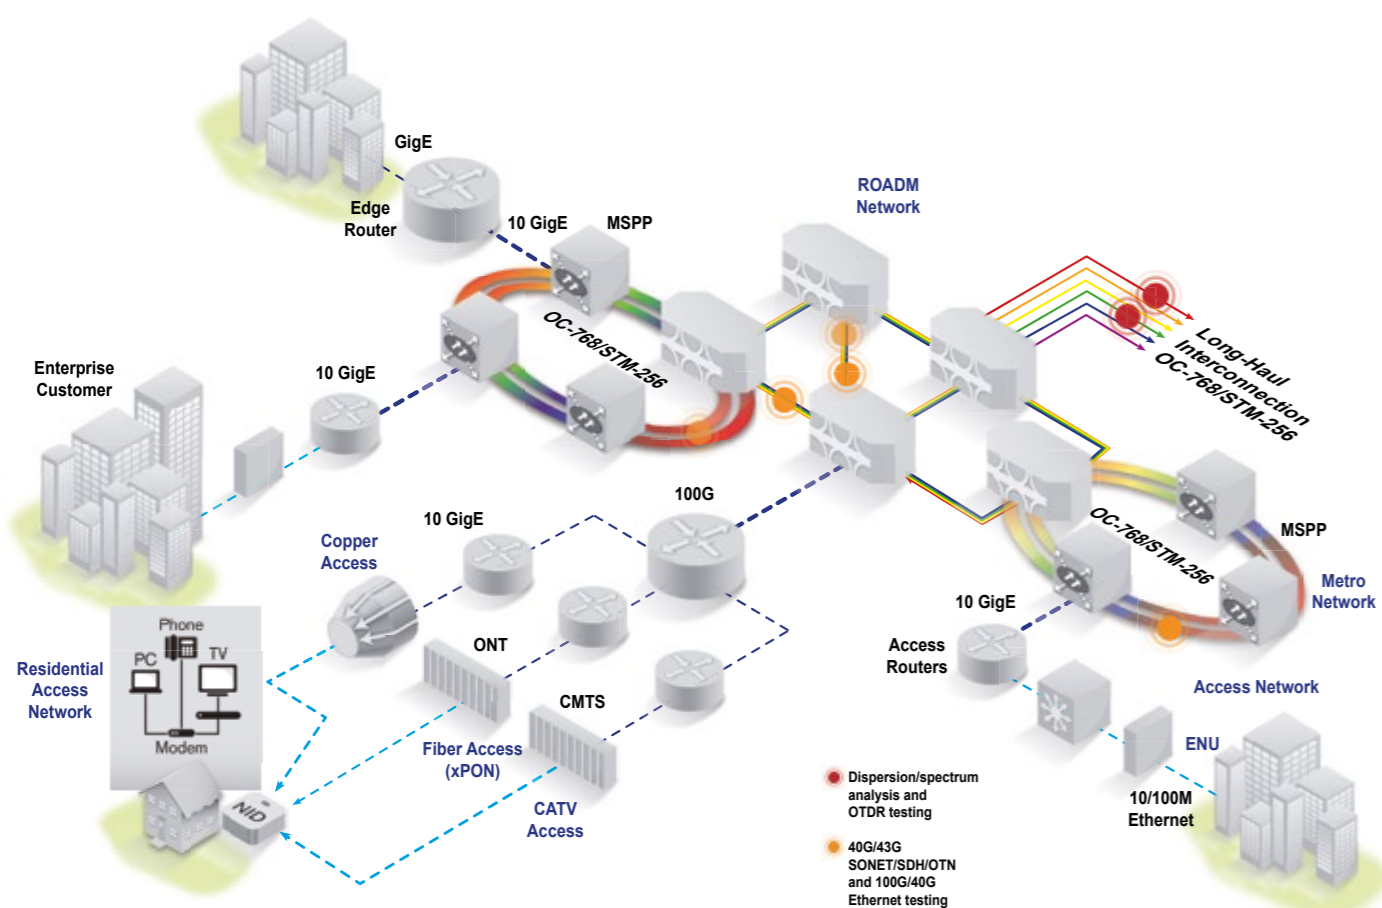 GigE
Edge
Router
10 GigE
MSPP
ROADM
Network
OC-768/STM-256
Long-Haul
Interconnection
OC-768/STM-256
Enterprise
Customer
10 GigE
100G
10 GigE
Copper
Access
OC-768/STM-256
MSPP
Metro
Network
10 GigE
Access
Routers
Access Network
ENU
10/100M
Ethernet
Phone
PC
TV
Modem
Residential
Access
Network
ONT
CMTS
Fiber Access
(xPON)
CATV
Access
NID
Dispersion/spectrum
analysis and
OTDR testing
40G/43G
SONET/SDH/OTN
and 100G/40G
Ethernet testing